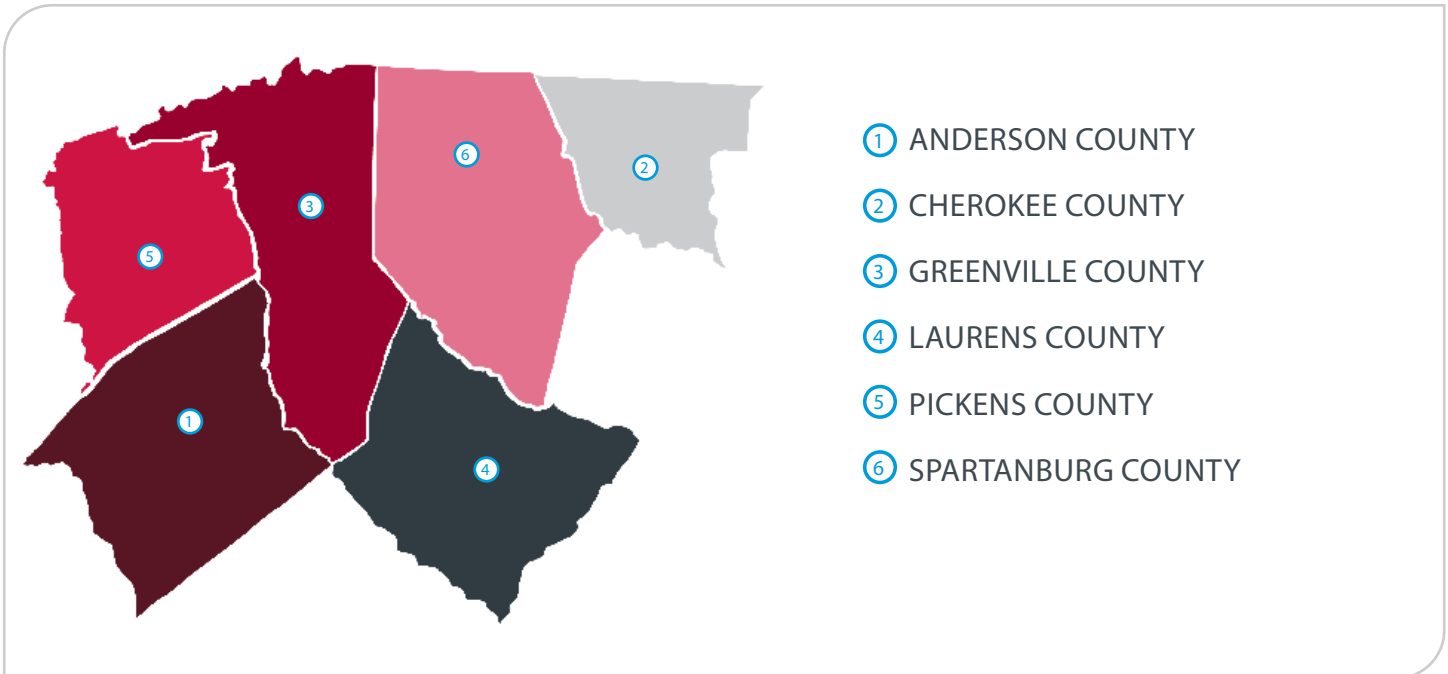 6
2
3
5
1
4
1 ANDERSON COUNTY
2 CHEROKEE COUNTY
3 GREENVILLE COUNTY
4 LAURENS COUNTY
5 PICKENS COUNTY
6 SPARTANBURG COUNTY